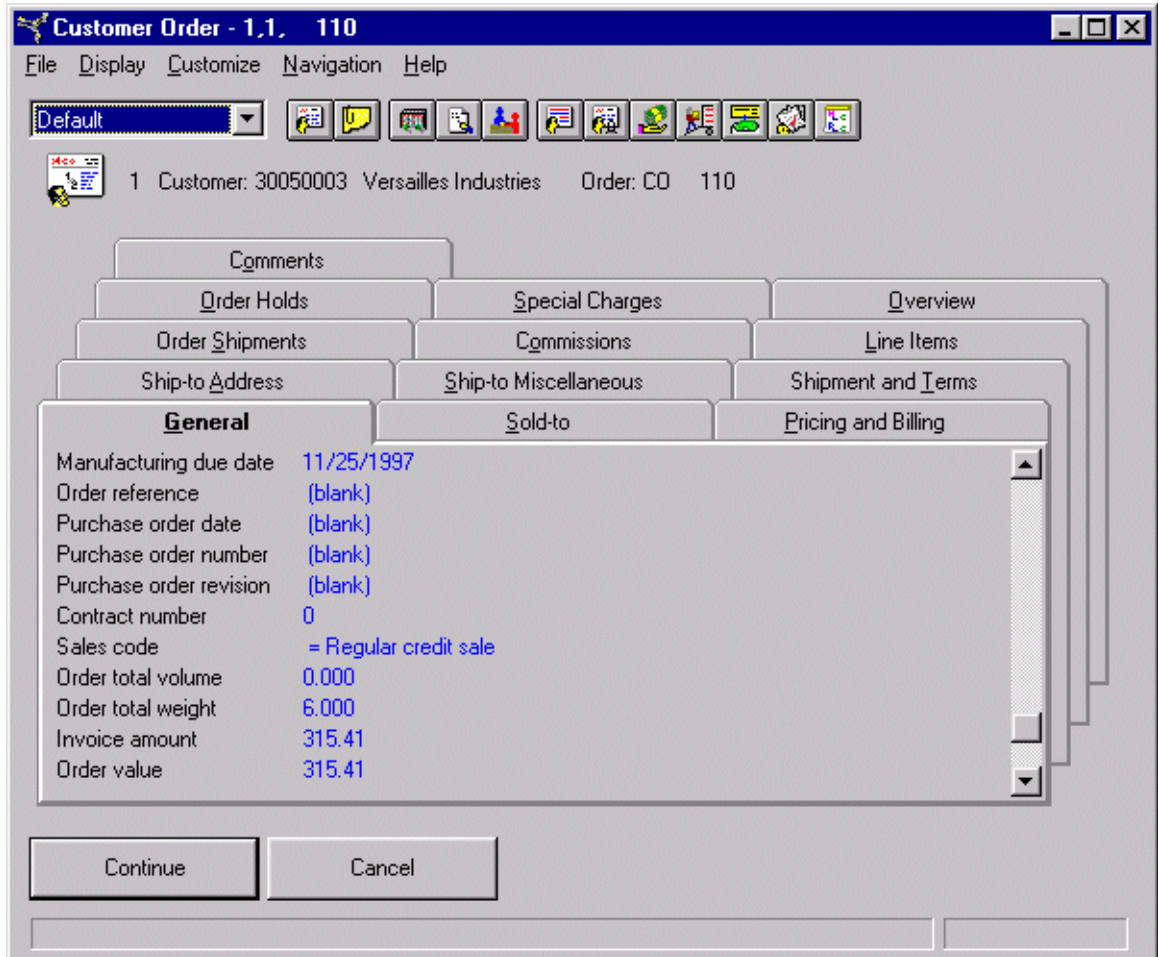 Customer Order - 1,1, 110
File Display Customize Navigation Help
Default
1 Customer: 30050003 Versailles Industries Order: CO 110
Comments
Order Holds Special Charges Overview
Order Shipments Commissions Line Items
Ship-to Address Ship-to Miscellaneous Shipment and Terms
General Sold-to Pricing and Billing
Manufacturing due date 11/25/1997
Order reference (blank)
Purchase order date (blank)
Purchase order number (blank)
Purchase order revision (blank)
Contract number 0
Sales code = Regular credit sale
Order total volume 0.000
Order total weight 6.000
Invoice amount 315.41
Order value 315.41
Continue Cancel